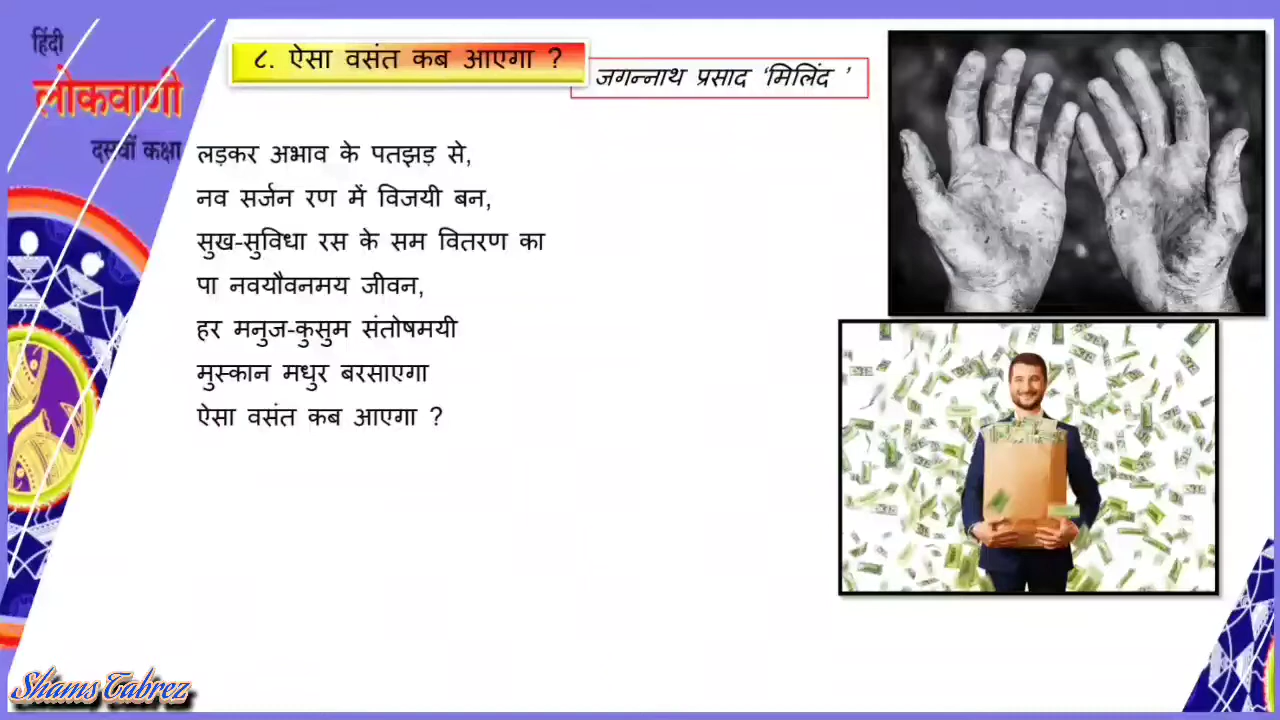 हिंदी
लोकवाणी
दसवीं कक्षा
८. ऐसा वसंत कब आएगा ?
जगन्नाथ प्रसाद ‘मिलिंद ’
लड़कर अभाव के पतझड़ से,
नव सर्जन रण में विजयी बन,
सुख-सुविधा रस के सम वितरण का
पा नवयौवनमय जीवन,
हर मनुज-कुसुम संतोषमयी
मुस्कान मधुर बरसाएगा
ऐसा वसंत कब आएगा ?
Shams Tabrez